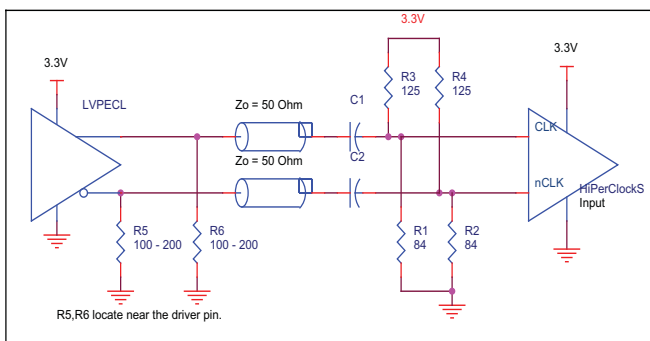 3.3V
3.3V
3.3V
R3
125
R4
125
LVPECL
Zo = 50 Ohm
C1
CLK
Zo = 50 Ohm
C2
nCLK
HiPerClockS
Input
R5
100 - 200
R6
100 - 200
R1
84
R2
84
R5,R6 locate near the driver pin.